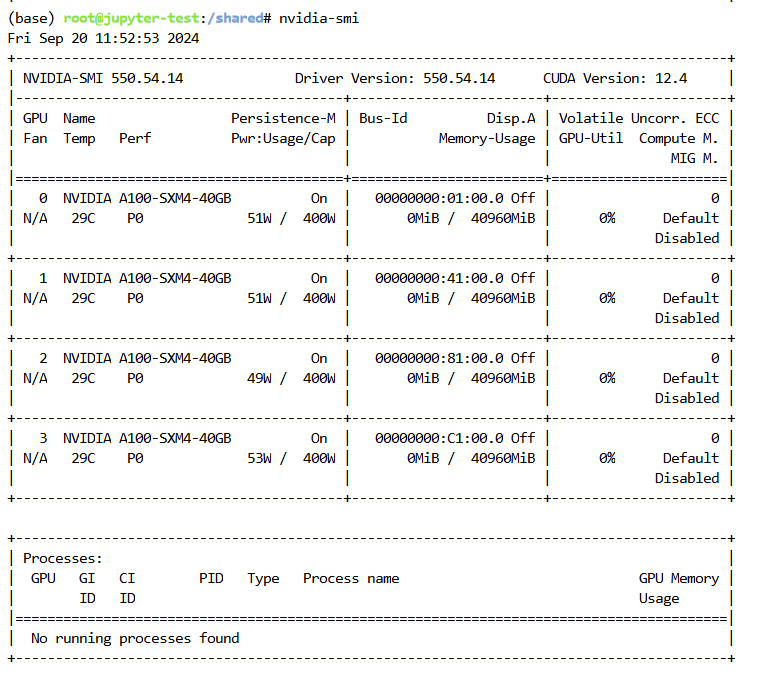 (base) root@jupyter-test:/shared# nvidia-smi
Fri Sep 20 11:52:53 2024
+-----------------------------------------------------------------------------------------+
| NVIDIA-SMI 550.54.14              Driver Version: 550.54.14      CUDA Version: 12.4     |
|-----------------------------------------+------------------------+----------------------+
| GPU  Name                 Persistence-M | Bus-Id          Disp.A | Volatile Uncorr. ECC |
| Fan  Temp   Perf          Pwr:Usage/Cap |           Memory-Usage | GPU-Util  Compute M. |
|                                         |                        |               MIG M. |
|=========================================+========================+======================|
|   0  NVIDIA A100-SXM4-40GB          On  |   00000000:01:00.0 Off |                    0 |
| N/A   29C    P0              51W /  400W |       0MiB /  40960MiB |      0%      Default |
|                                         |                        |             Disabled |
+-----------------------------------------+------------------------+----------------------+
|   1  NVIDIA A100-SXM4-40GB          On  |   00000000:41:00.0 Off |                    0 |
| N/A   29C    P0              51W /  400W |       0MiB /  40960MiB |      0%      Default |
|                                         |                        |             Disabled |
+-----------------------------------------+------------------------+----------------------+
|   2  NVIDIA A100-SXM4-40GB          On  |   00000000:81:00.0 Off |                    0 |
| N/A   29C    P0              49W /  400W |       0MiB /  40960MiB |      0%      Default |
|                                         |                        |             Disabled |
+-----------------------------------------+------------------------+----------------------+
|   3  NVIDIA A100-SXM4-40GB          On  |   00000000:C1:00.0 Off |                    0 |
| N/A   29C    P0              53W /  400W |       0MiB /  40960MiB |      0%      Default |
|                                         |                        |             Disabled |
+-----------------------------------------+------------------------+----------------------+

+-----------------------------------------------------------------------------------------+
| Processes:                                                                              |
|  GPU   GI   CI        PID   Type   Process name                              GPU Memory |
|        ID   ID                                                               Usage      |
|=========================================================================================|
|  No running processes found                                                             |
+-----------------------------------------------------------------------------------------+